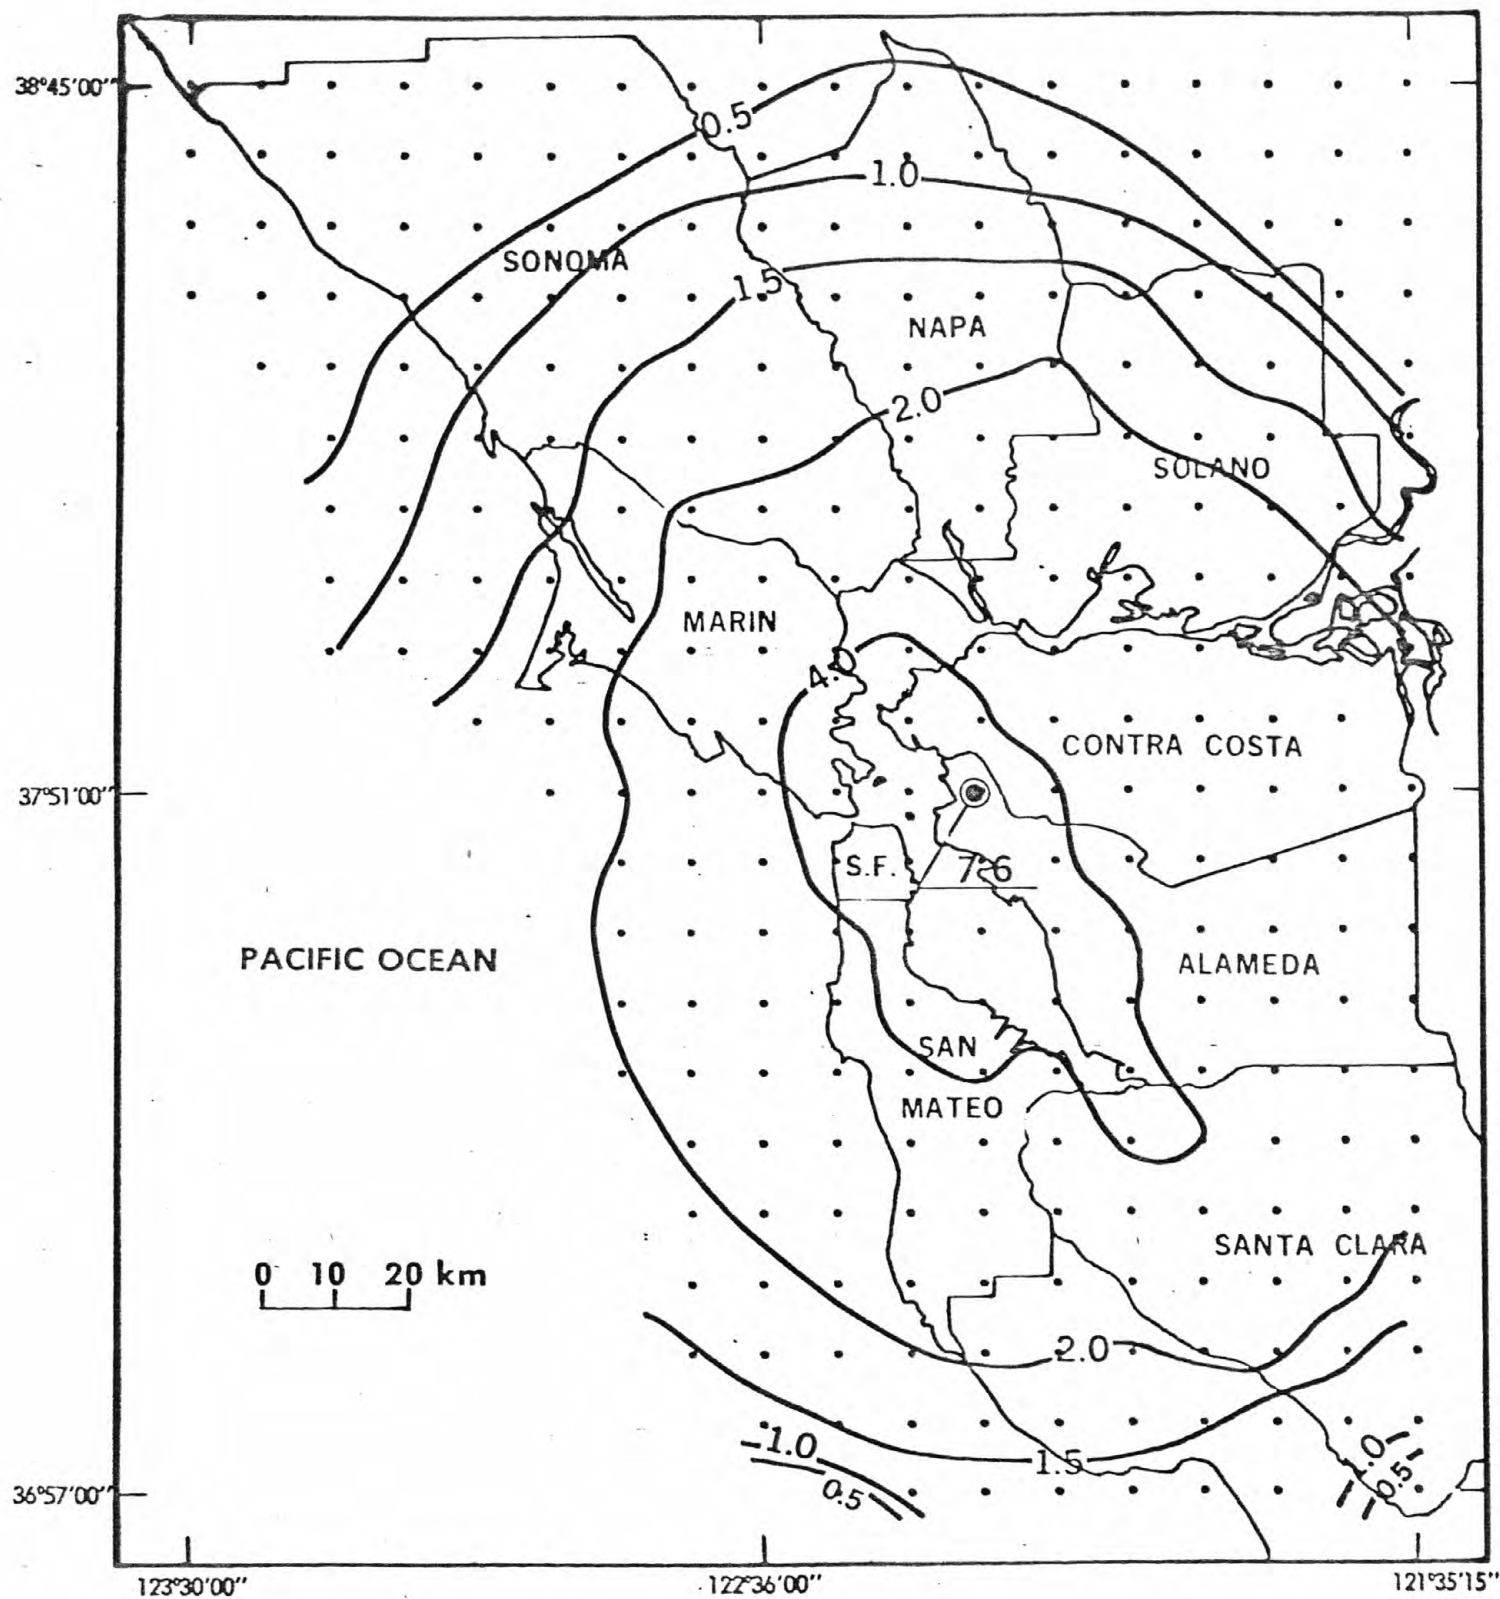 38°45'00"
0.5
1.0
SONOMA
1.5
NAPA
2.0
SOLANO
MARIN
4.0
CONTRA COSTA
37°51'00"
S.F.
7.6
PACIFIC OCEAN
ALAMEDA
SAN
MATEO
SANTA CLARA
0 10 20 km
2.0
1.0
1.5
1.0
0.5
0.5
36°57'00"
123°30'00"
122°36'00"
121°35'15"